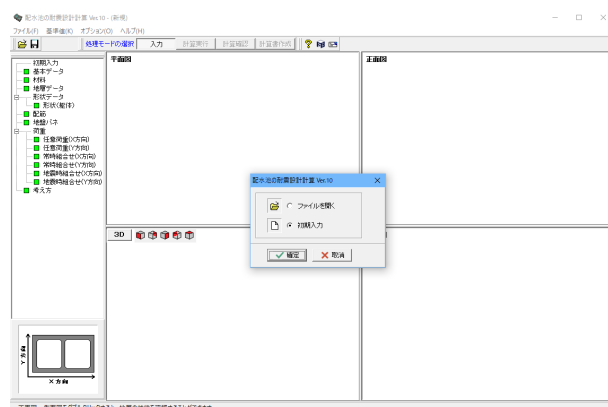 配水池の耐震設計計算 Ver.10 - (新規)
ファイル(F) 基準値(K) オプション(O) ヘルプ(H)
処理モードの選択 入力 計算実行 計算確認 計算書作成
初期入力
基本データ
材料
地層データ
形状データ
形状(躯体)
配筋
地盤バネ
荷重
任意荷重(X方向)
任意荷重(Y方向)
常時組合せ(X方向)
常時組合せ(Y方向)
地震時組合せ(X方向)
地震時組合せ(Y方向)
考え方
平面図
正面図
配水池の耐震設計計算 Ver.10
ファイルを開く
初期入力
確定 取消
3D
Y方向
X方向